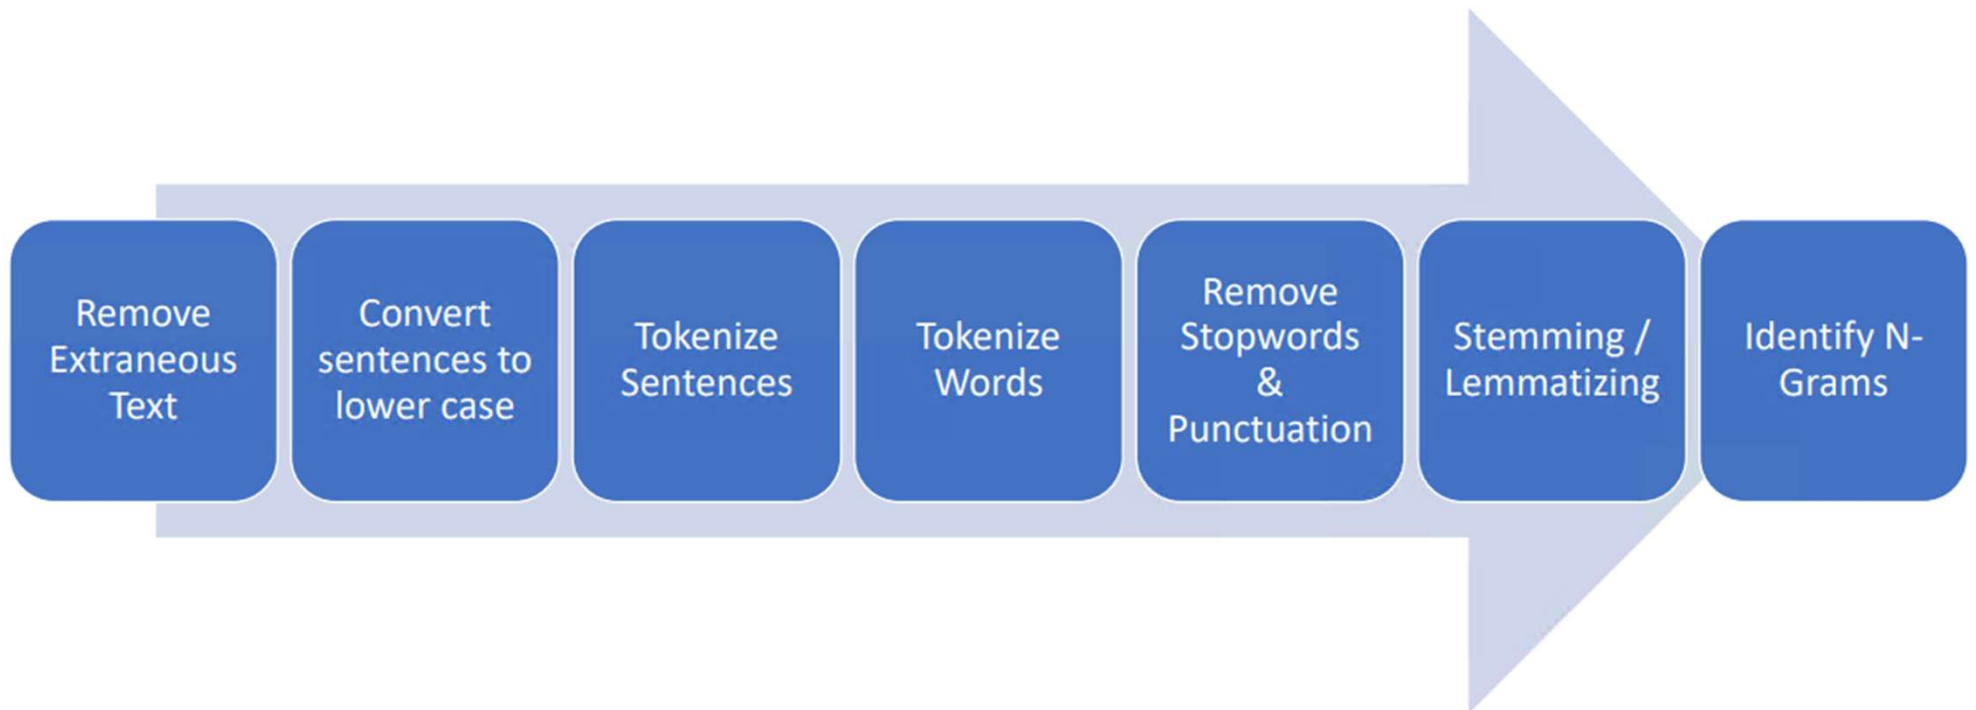 Remove
Extraneous
Text
Convert
sentences to
lower case
Tokenize
Sentences
Tokenize
Words
Remove
Stopwords
&
Punctuation
Stemming /
Lemmatizing
Identify N-
Grams